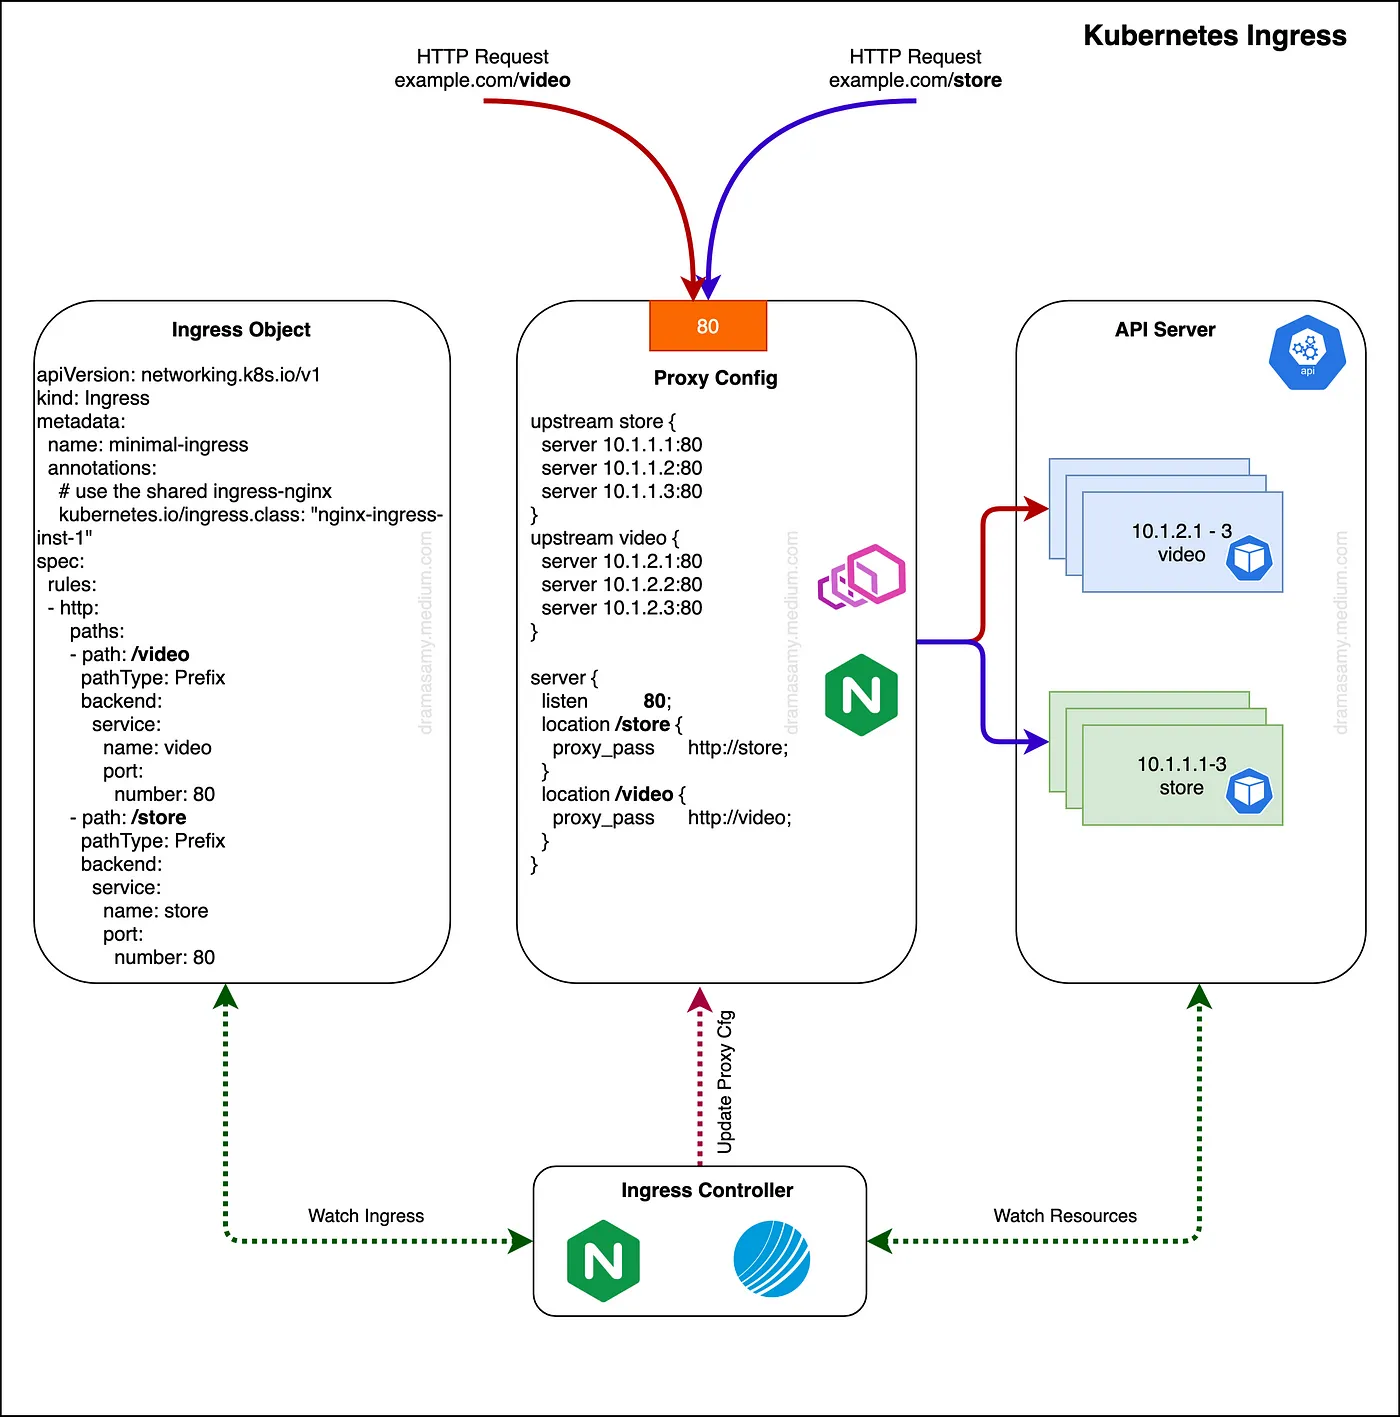 Kubernetes Ingress
HTTP Request
example.com/video
HTTP Request
example.com/store
Ingress Object
apiVersion: networking.k8s.io/v1
kind: Ingress
metadata:
  name: minimal-ingress
  annotations:
    # use the shared ingress-nginx
    kubernetes.io/ingress.class: "nginx-ingress-
inst-1"
spec:
  rules:
  - http:
      paths:
      - path: /video
        pathType: Prefix
        backend:
          service:
            name: video
            port:
              number: 80
      - path: /store
        pathType: Prefix
        backend:
          service:
            name: store
            port:
              number: 80
dramasamy.medium.com
80
Proxy Config
upstream store {
  server 10.1.1.1:80
  server 10.1.1.2:80
  server 10.1.1.3:80
}
upstream video {
  server 10.1.2.1:80
  server 10.1.2.2:80
  server 10.1.2.3:80
}
server {
  listen 80;
  location /store {
    proxy_pass http://store;
  }
  location /video {
    proxy_pass http://video;
  }
}
dramasamy.medium.com
N
API Server
api
10.1.2.1 - 3
video
10.1.1.1-3
store
dramasamy.medium.com
Update Proxy Cfg
Watch Ingress
Ingress Controller
N
Watch Resources